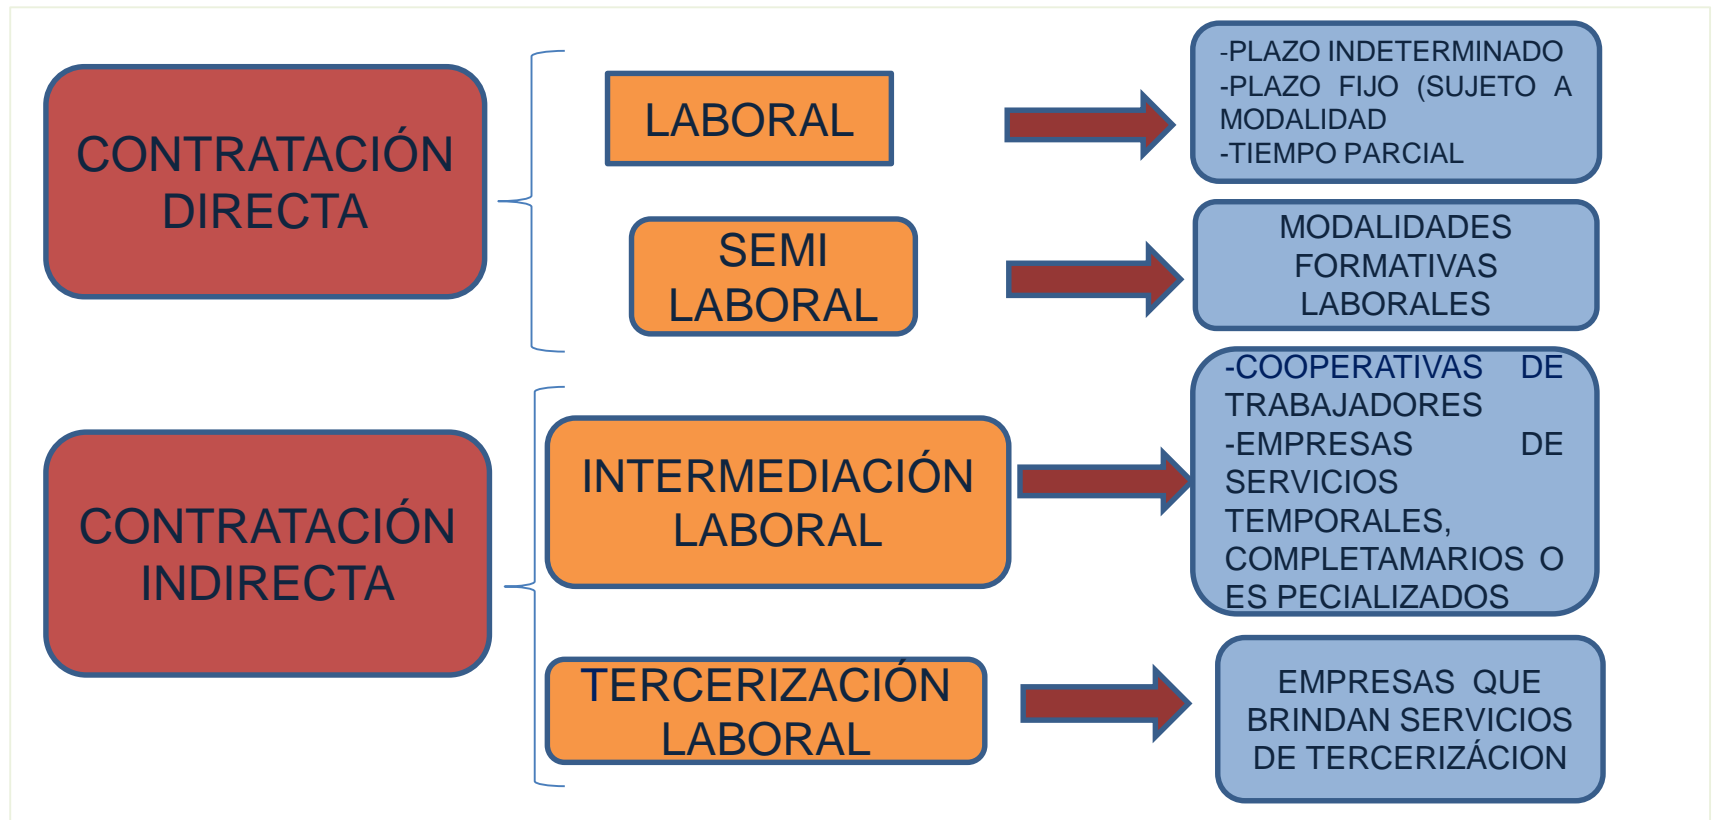 CONTRATACIÓN
DIRECTA
LABORAL
-PLAZO INDETERMINADO
-PLAZO FIJO (SUJETO A
MODALIDAD
-TIEMPO PARCIAL
SEMI
LABORAL
MODALIDADES
FORMATIVAS
LABORALES
CONTRATACIÓN
INDIRECTA
INTERMEDIACIÓN
LABORAL
-COOPERATIVAS DE
TRABAJADORES
-EMPRESAS DE
SERVICIOS
TEMPORALES,
COMPLETAMARIOS O
ES PECIALIZADOS
TERCERIZACIÓN
LABORAL
EMPRESAS QUE
BRINDAN SERVICIOS
DE TERCERIZÁCION